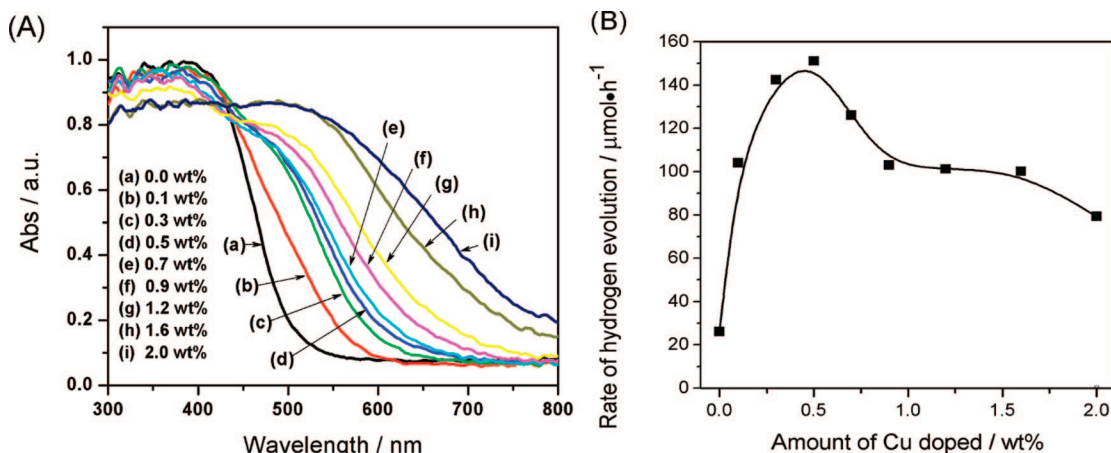 (A)
Abs / a.u.
1.0
0.8
0.6
0.4
0.2
0.0
(a) 0.0 wt%
(b) 0.1 wt%
(c) 0.3 wt%
(d) 0.5 wt%
(e) 0.7 wt%
(f) 0.9 wt%
(g) 1.2 wt%
(h) 1.6 wt%
(i) 2.0 wt%
(a)
(b)
(c)
(d)
(e)
(f)
(g)
(h)
(i)
300 400 500 600 700 800
Wavelength / nm
(B)
Rate of hydrogen evolution / μmol•h⁻¹
160
140
120
100
80
60
40
20
0
0.0 0.5 1.0 1.5 2.0
Amount of Cu doped / wt%